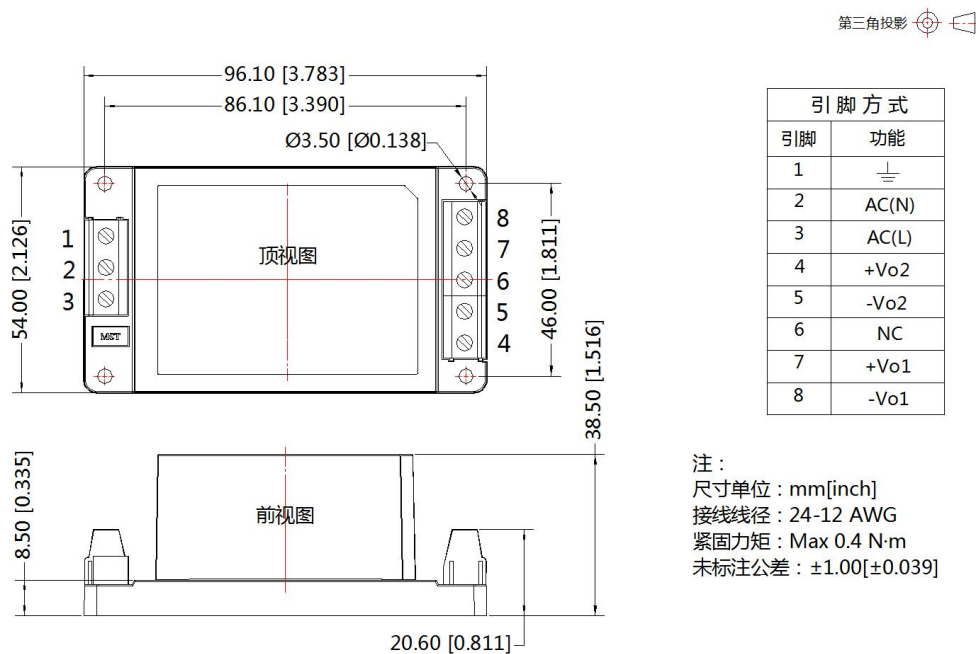 第三角投影
96.10 [3.783]
86.10 [3.390]
Ø3.50 [Ø0.138]
54.00 [2.126]
1
2
3
MST
顶视图
8
7
6
5
4
46.00 [1.811]
38.50 [1.516]
8.50 [0.335]
前视图
20.60 [0.811]
引脚方式
引脚 功能
1
2 AC(N)
3 AC(L)
4 +Vo2
5 -Vo2
6 NC
7 +Vo1
8 -Vo1
注：
尺寸单位：mm[inch]
接线线径：24-12 AWG
紧固力矩：Max 0.4 N·m
未标注公差：±1.00[±0.039]